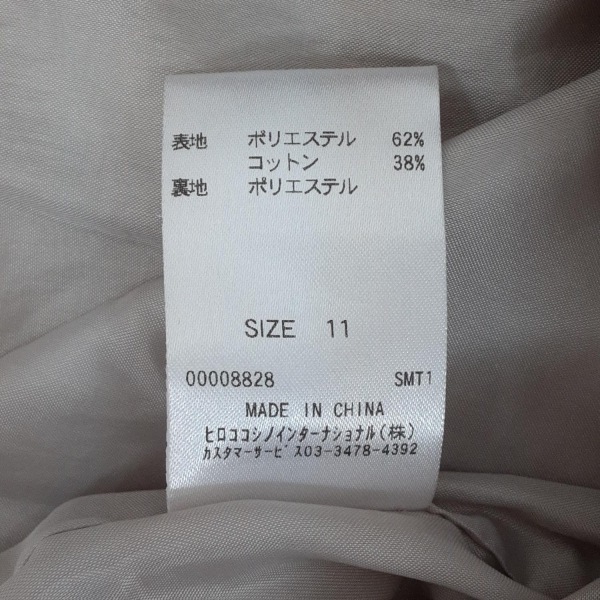 表地 ポリエステル 62%
コットン 38%
裏地 ポリエステル
SIZE 11
00008828 SMT1
MADE IN CHINA
ヒロココシノインターナショナル(株)
カスタマーサービス03-3478-4392